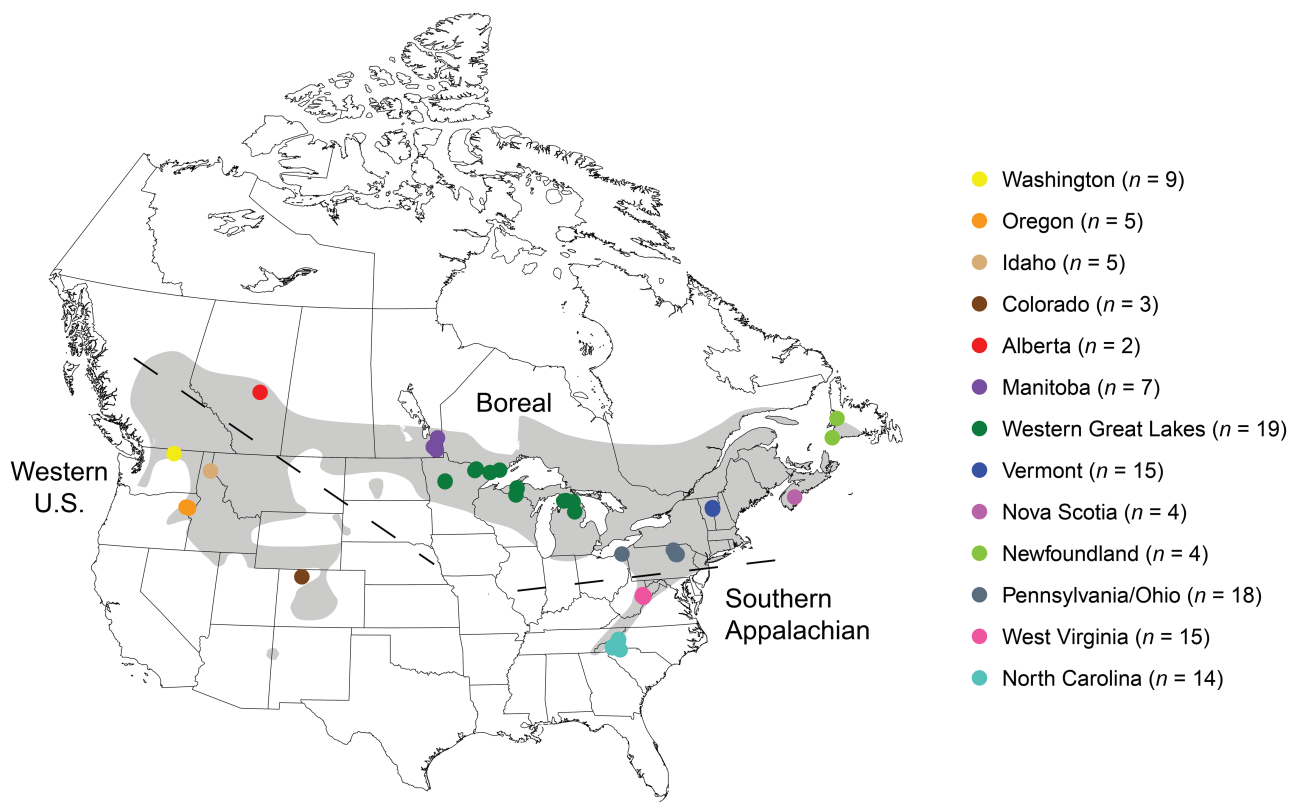 Boreal
Western
U.S.
Southern
Appalachian
Washington (n = 9)
Oregon (n = 5)
Idaho (n = 5)
Colorado (n = 3)
Alberta (n = 2)
Manitoba (n = 7)
Western Great Lakes (n = 19)
Vermont (n = 15)
Nova Scotia (n = 4)
Newfoundland (n = 4)
Pennsylvania/Ohio (n = 18)
West Virginia (n = 15)
North Carolina (n = 14)